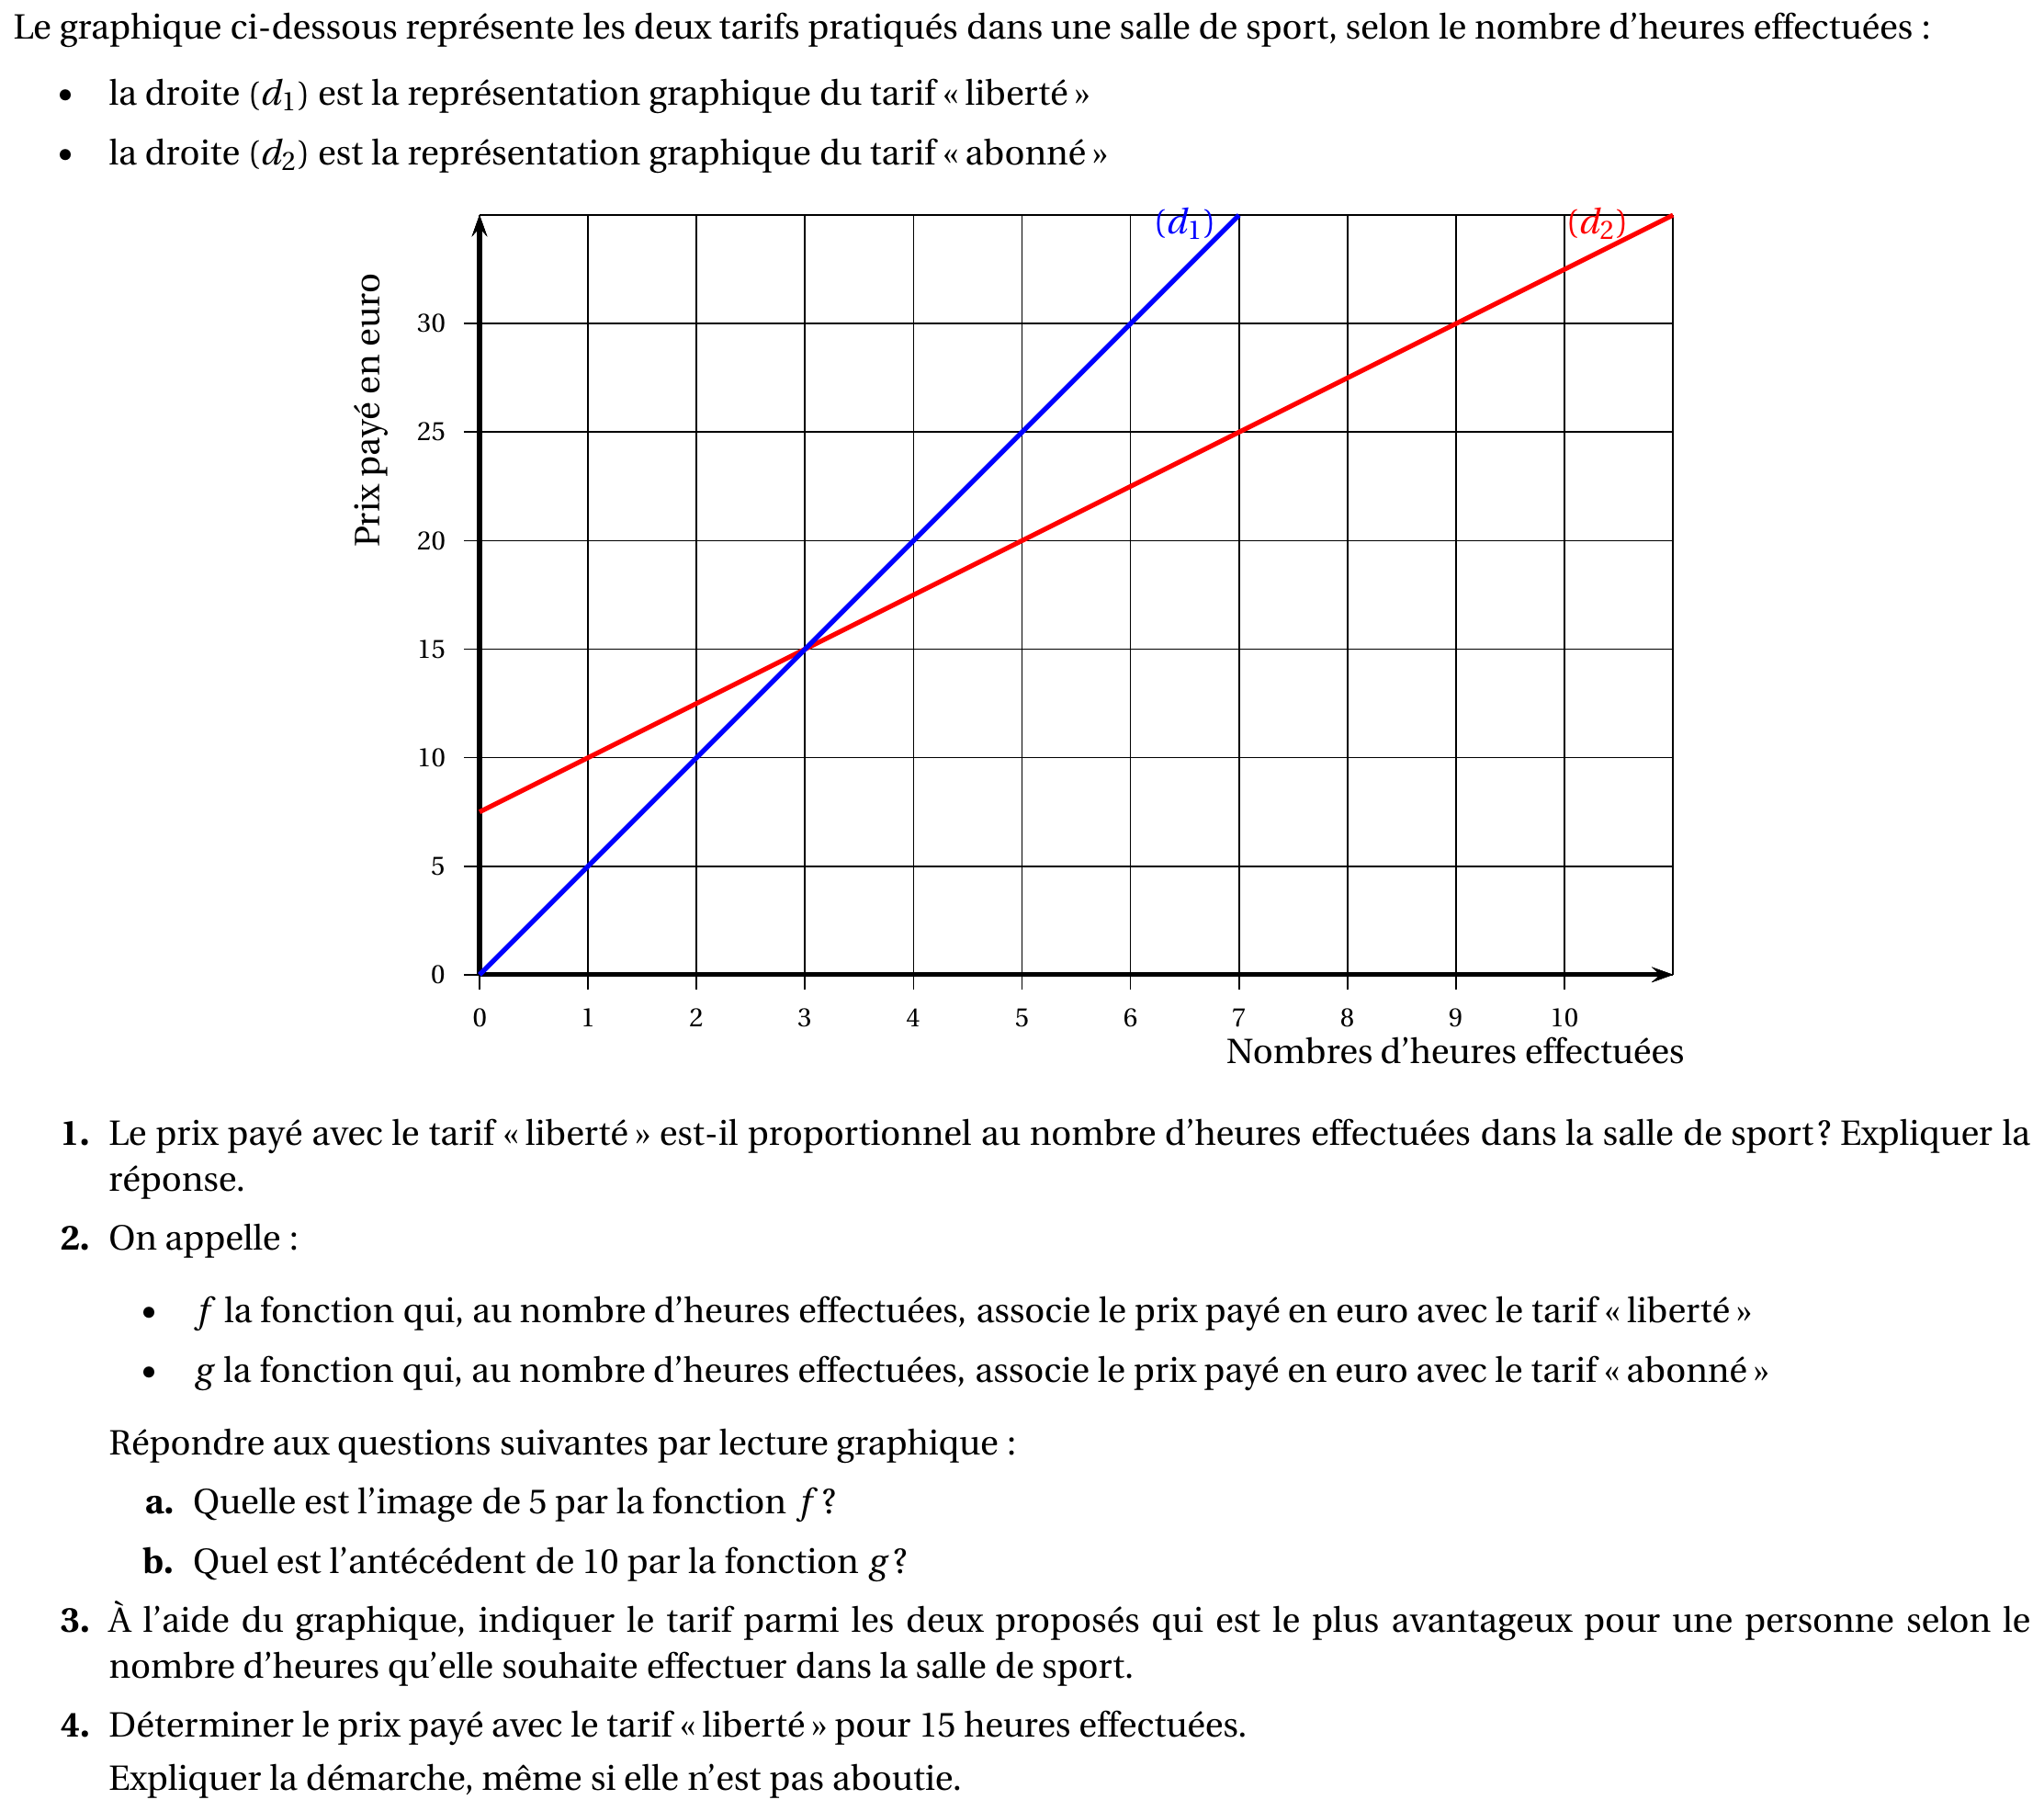 Le graphique ci-dessous représente les deux tarifs pratiqués dans une salle de sport, selon le nombre d'heures effectuées :
• la droite (d1) est la représentation graphique du tarif « liberté »
• la droite (d2) est la représentation graphique du tarif « abonné »
(d1)
(d2)
Prix payé en euro
30
25
20
15
10
5
0
0 1 2 3 4 5 6 7 8 9 10
Nombres d'heures effectuées
1. Le prix payé avec le tarif « liberté » est-il proportionnel au nombre d'heures effectuées dans la salle de sport ? Expliquer la
réponse.
2. On appelle :
• f la fonction qui, au nombre d'heures effectuées, associe le prix payé en euro avec le tarif « liberté »
• g la fonction qui, au nombre d'heures effectuées, associe le prix payé en euro avec le tarif « abonné »
Répondre aux questions suivantes par lecture graphique :
a. Quelle est l'image de 5 par la fonction f ?
b. Quel est l'antécédent de 10 par la fonction g ?
3. À l'aide du graphique, indiquer le tarif parmi les deux proposés qui est le plus avantageux pour une personne selon le
nombre d'heures qu'elle souhaite effectuer dans la salle de sport.
4. Déterminer le prix payé avec le tarif « liberté » pour 15 heures effectuées.
Expliquer la démarche, même si elle n'est pas aboutie.